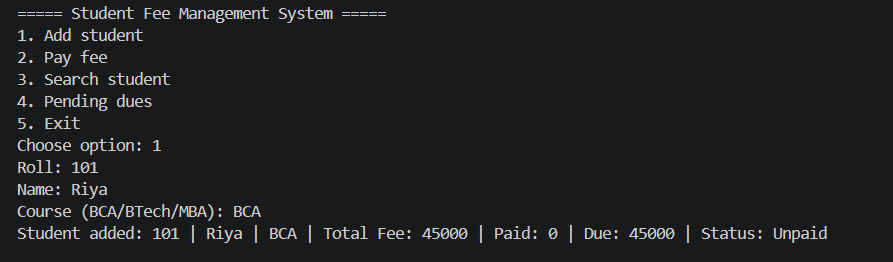 ===== Student Fee Management System =====
1. Add student
2. Pay fee
3. Search student
4. Pending dues
5. Exit
Choose option: 1
Roll: 101
Name: Riya
Course (BCA/BTech/MBA): BCA
Student added: 101 | Riya | BCA | Total Fee: 45000 | Paid: 0 | Due: 45000 | Status: Unpaid